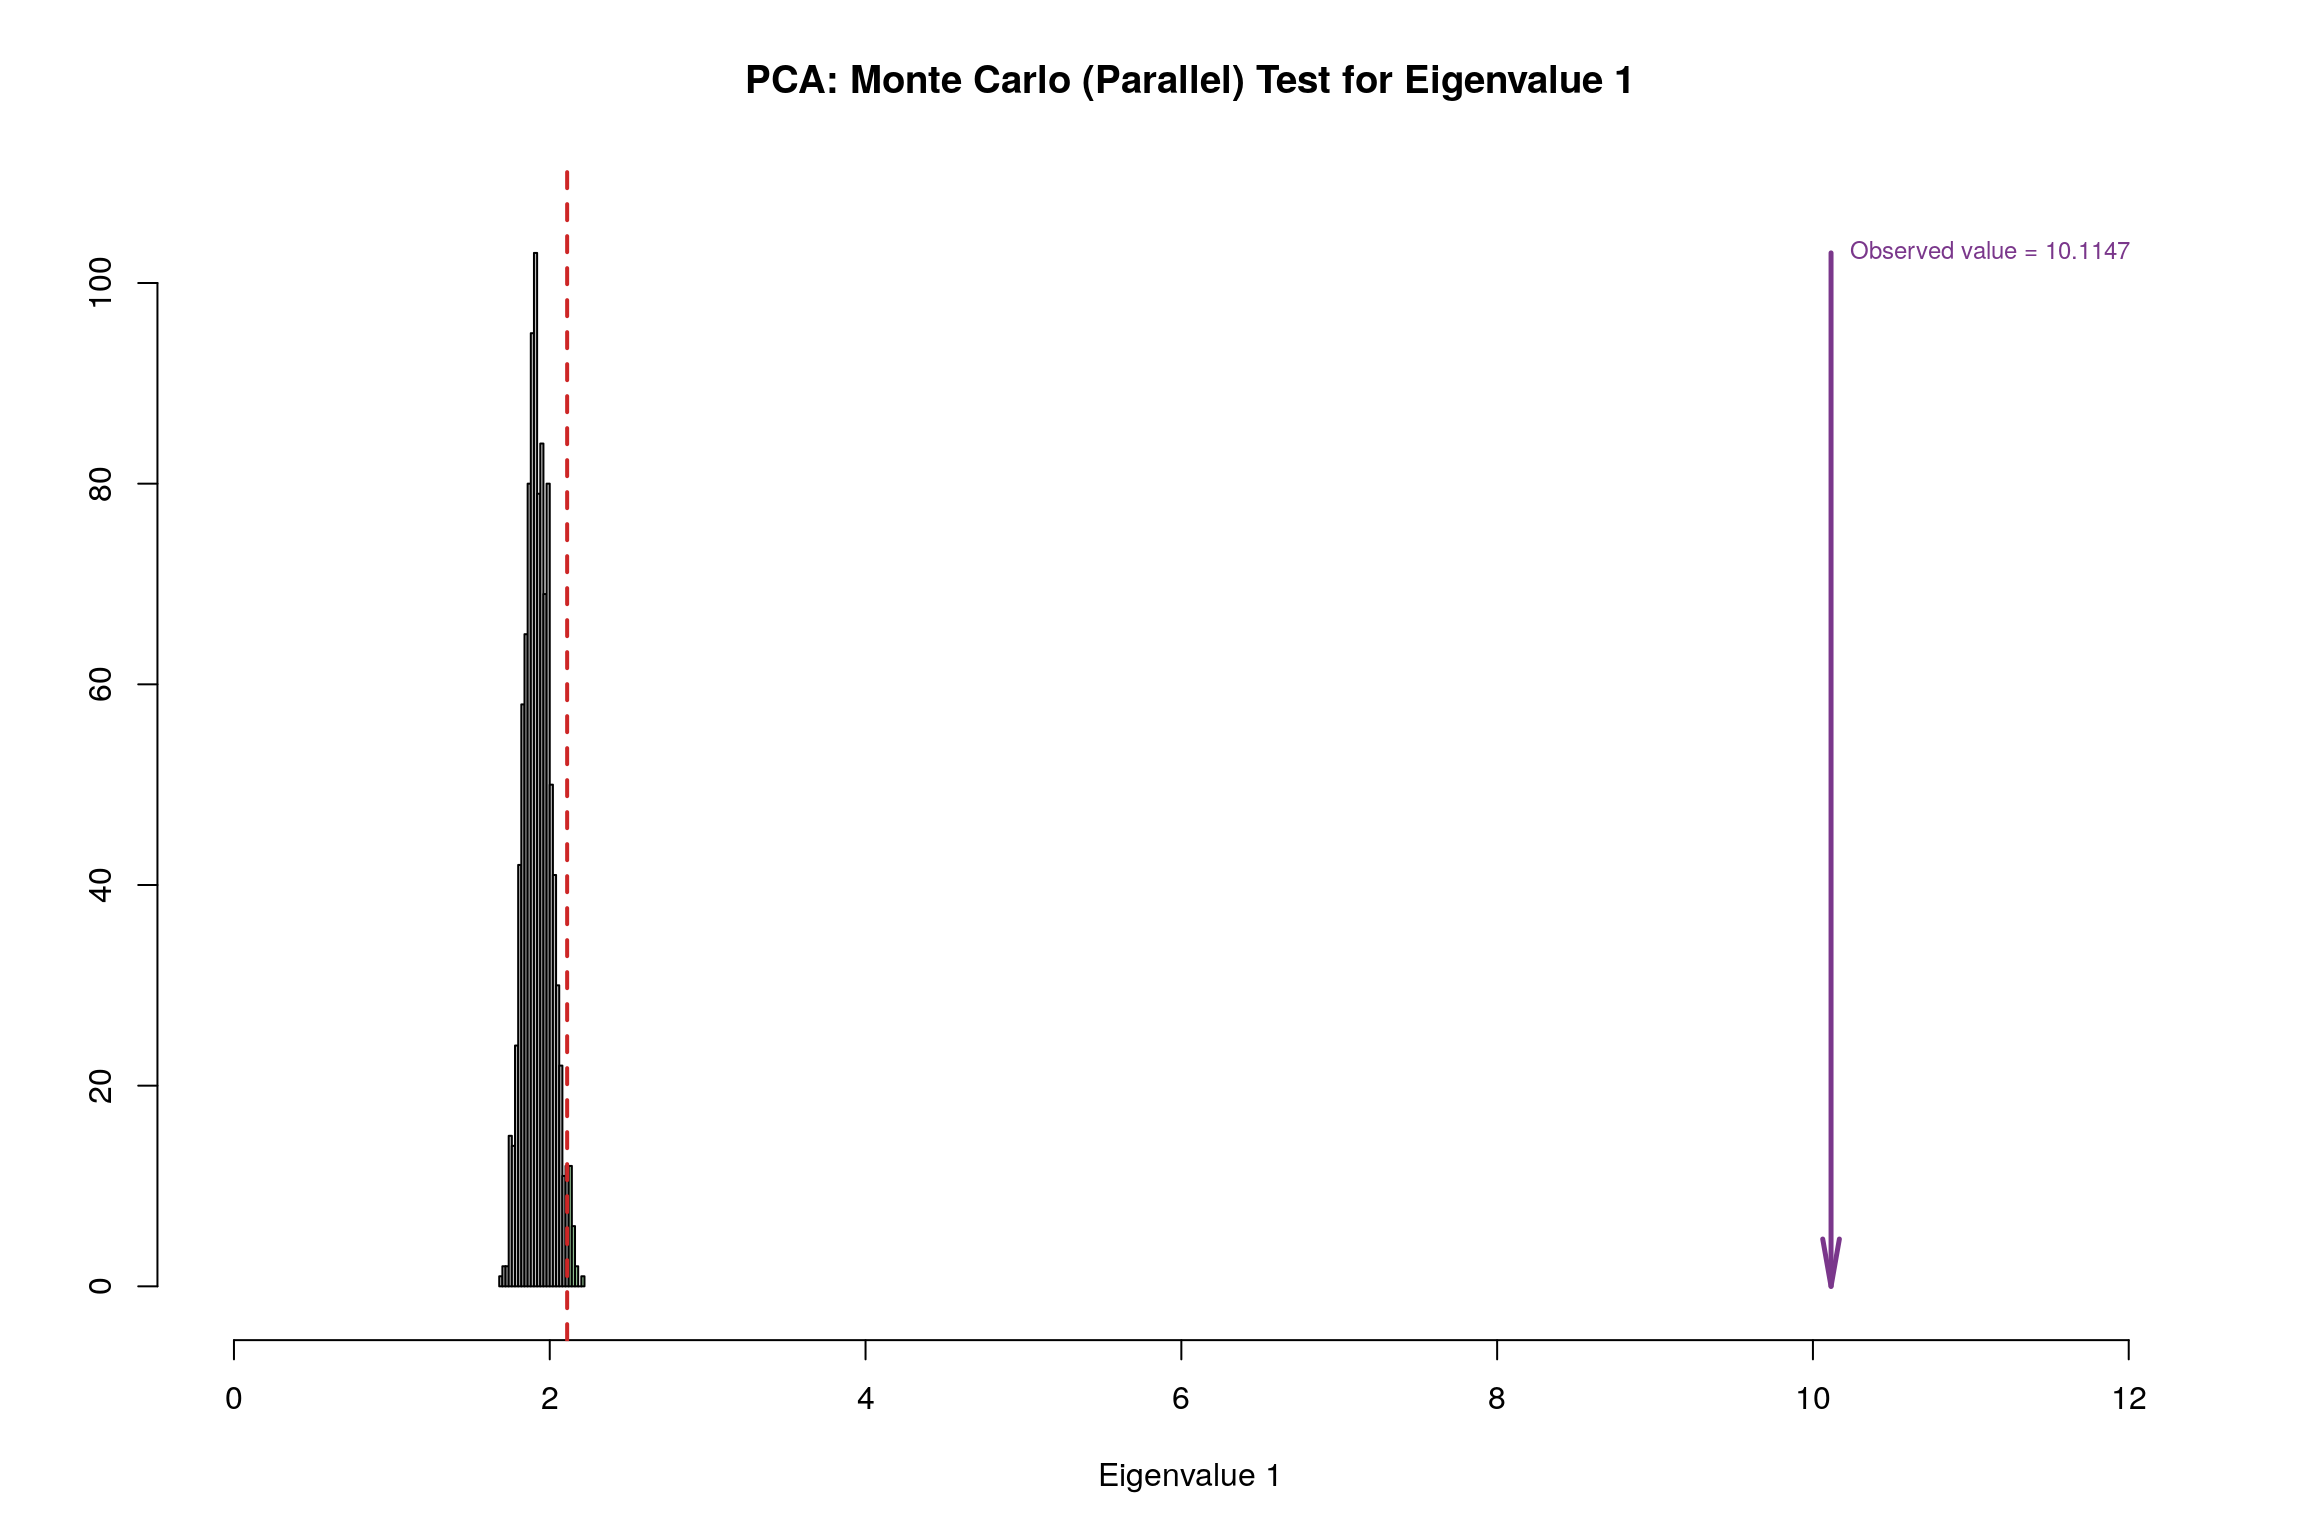 PCA: Monte Carlo (Parallel) Test for Eigenvalue 1
Observed value = 10.1147
100
80
60
40
20
0
0 2 4 6 8 10 12
Eigenvalue 1